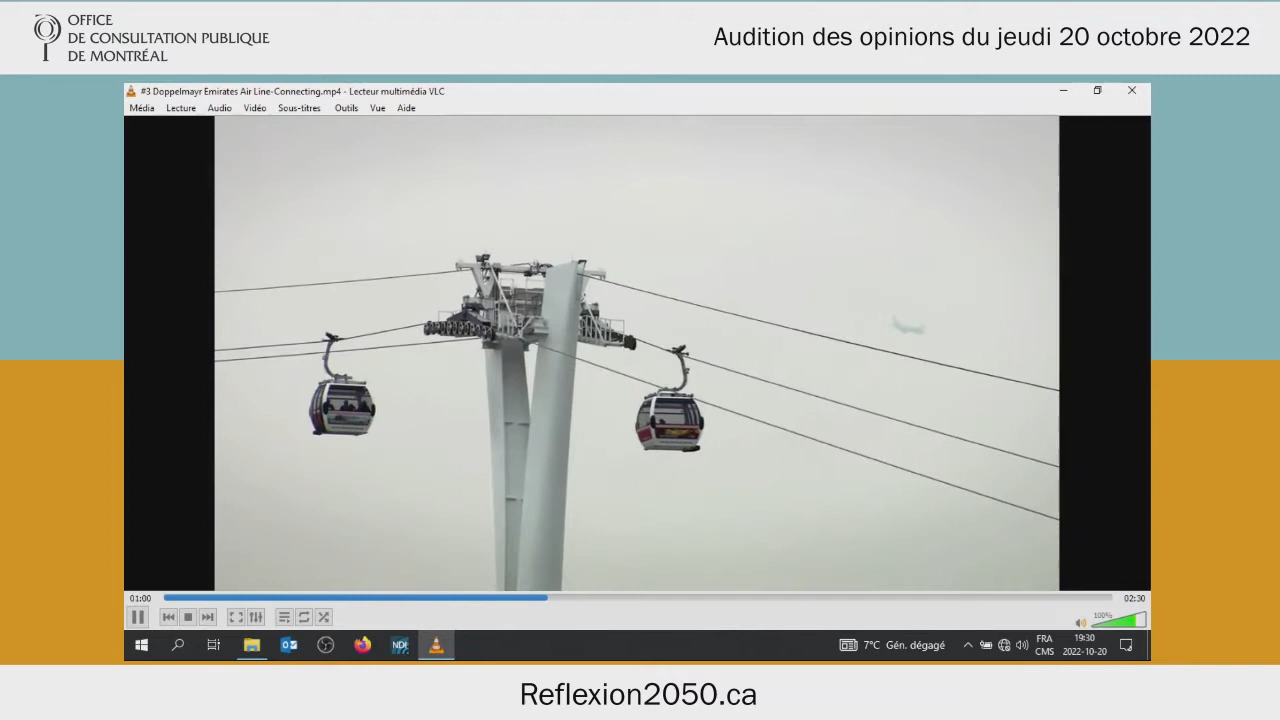 OFFICE
DE CONSULTATION PUBLIQUE
DE MONTRÉAL
Audition des opinions du jeudi 20 octobre 2022
#3 Doppelmayr Emirates Air Line-Connecting.mp4 - Lecteur multimédia VLC
Média Lecture Audio Vidéo Sous-titres Outils Vue Aide
01:00
02:30
100%
NDI
7°C Gén. dégagé
FRA
CMS
19:30
2022-10-20
Reflexion2050.ca